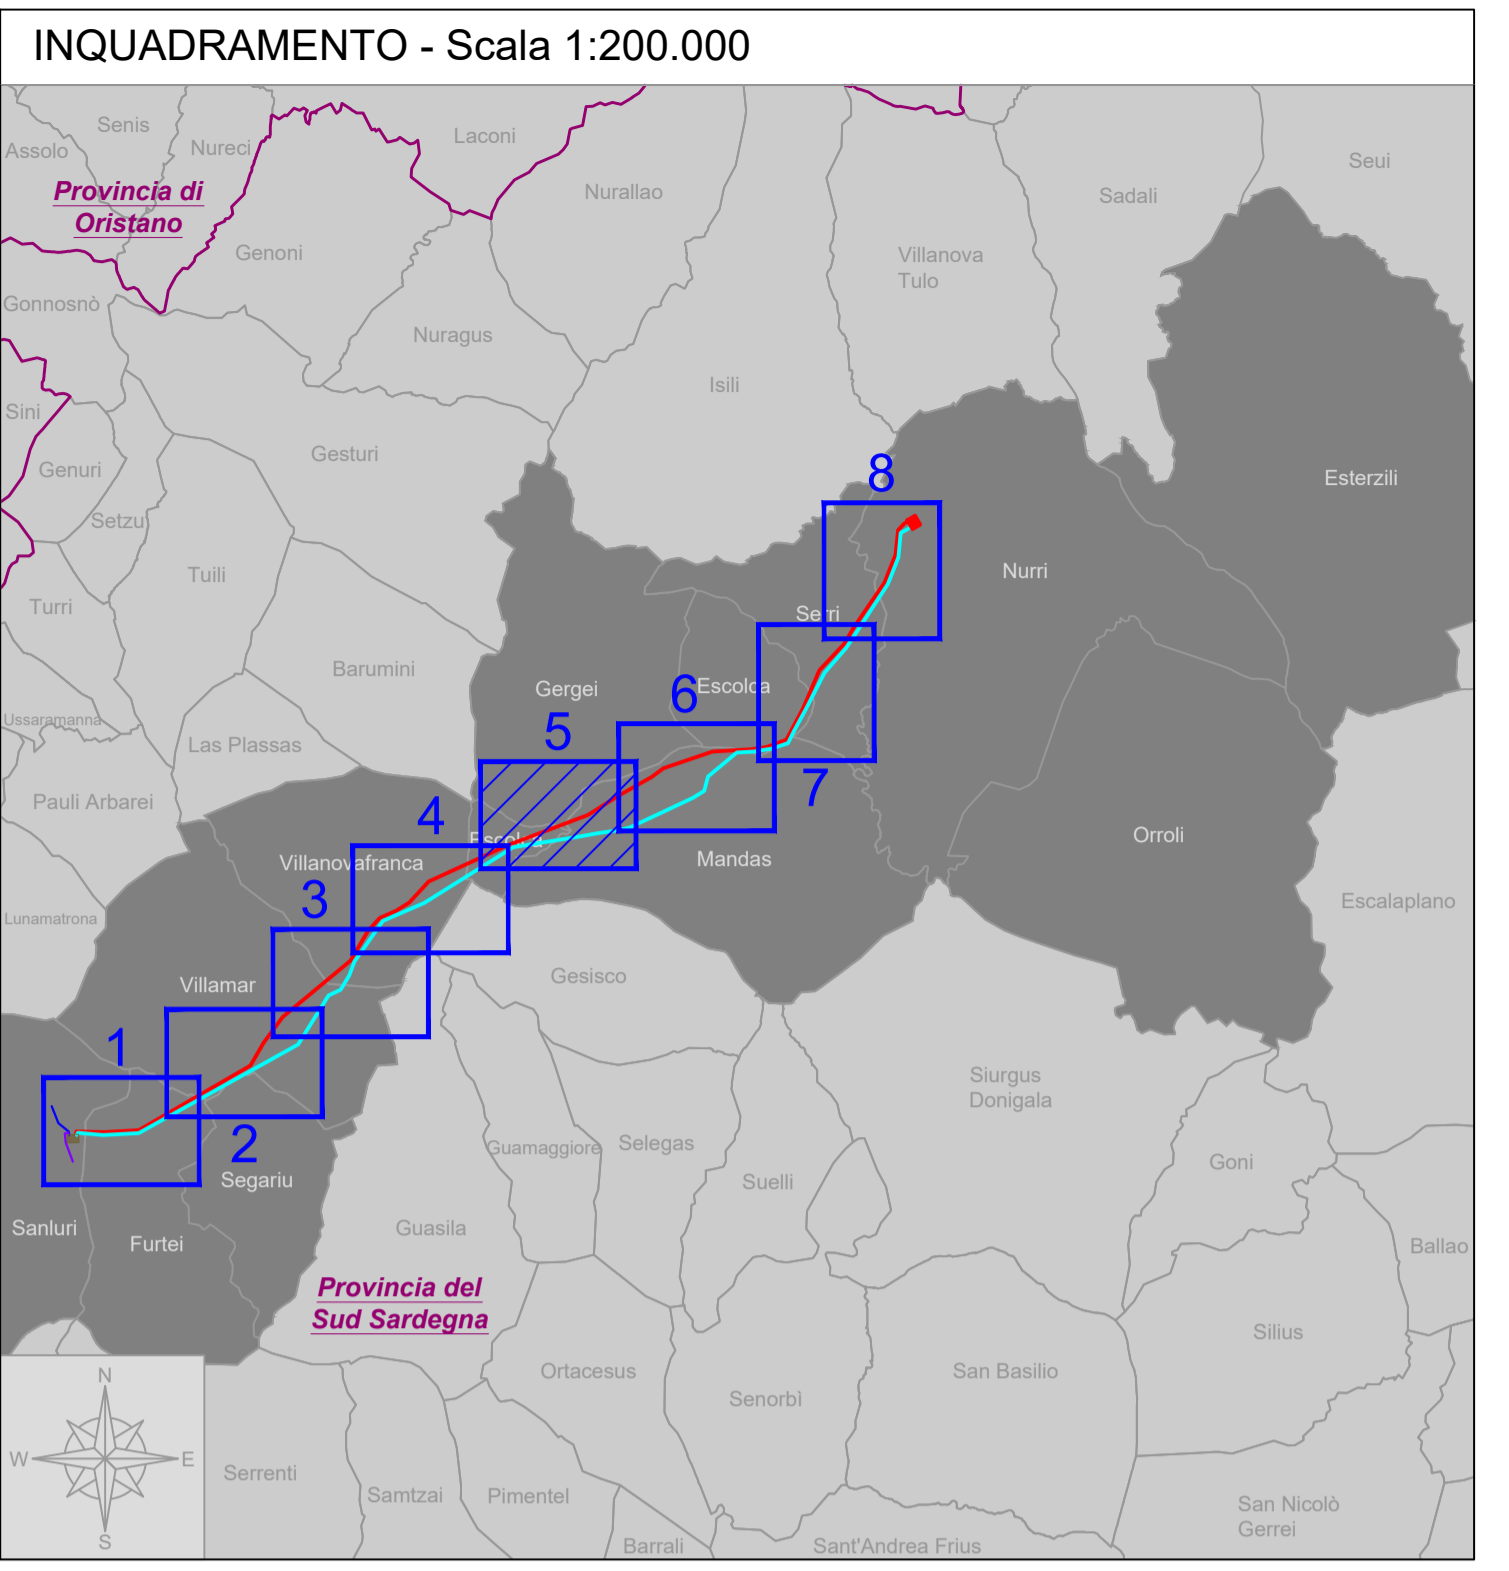 INQUADRAMENTO - Scala 1:200.000
Senis
Laconi
Assolo
Nureci
Seui
Provincia di
Oristano
Nurallao
Sadali
Genoni
Villanova
Tulo
Gonnosnò
Nuragus
Isili
Sini
Gesturi
Genuri
8
Esterzili
Setzu
Tuili
Nurri
Turri
Serri
Barumini
Gergei
6
Escolca
Ussaramanna
Las Plassas
5
7
Pauli Arbarei
4
Escolca
Orroli
Villanovafranca
Mandas
3
Escalaplano
Lunamatrona
Villamar
Gesisco
1
Siurgus
Donigala
2
Guamaggiore
Selegas
Goni
Segariu
Suelli
Sanluri
Furtei
Guasila
Ballao
Provincia del
Sud Sardegna
Silius
N
Ortacesus
San Basilio
Senorbì
W
E
Serrenti
Samtzai
Pimentel
San Nicolò
Gerrei
S
Barrali
Sant'Andrea Frius